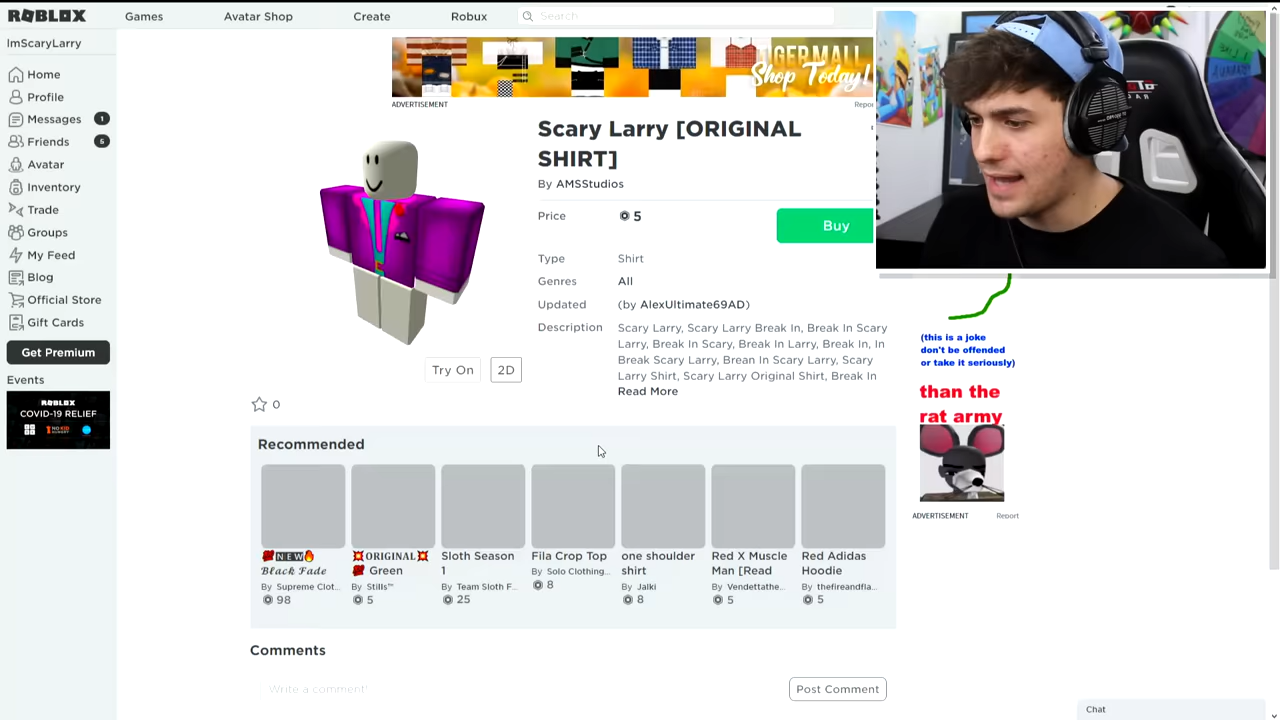 ROBLOX
Games
Avatar Shop
Create
Robux
Search
ImScaryLarry
Home
Profile
Messages
1
Friends
5
Avatar
Inventory
Trade
Groups
My Feed
Blog
Official Store
Gift Cards
Get Premium
Events
ROBLOX
COVID-19 RELIEF
TIGER MALL
Shop Today!
ADVERTISEMENT
Scary Larry [ORIGINAL
SHIRT]
By AMSStudios
Price
5
Buy
Type
Shirt
Genres
All
Updated
(by AlexUltimate69AD)
Description
Scary Larry, Scary Larry Break In, Break In Scary
Larry, Break In Scary, Break In Larry, Break In, In
Break Scary Larry, Brean In Scary Larry, Scary
Larry Shirt, Scary Larry Original Shirt, Break In
Read More
Try On
2D
0
Recommended
NEW
Black Fade
By Supreme Clot...
98
ORIGINAL
Green
By Stills™
5
Sloth Season
1
By Team Sloth F...
25
Fila Crop Top
By Solo Clothing...
8
one shoulder
shirt
By Jalki
8
Red X Muscle
Man [Read
By Vendettathe...
5
Red Adidas
Hoodie
By thefireandfla...
5
(this is a joke
don't be offended
or take it seriously)
than the
rat army
ADVERTISEMENT
Report
Comments
Write a comment!
Post Comment
Chat